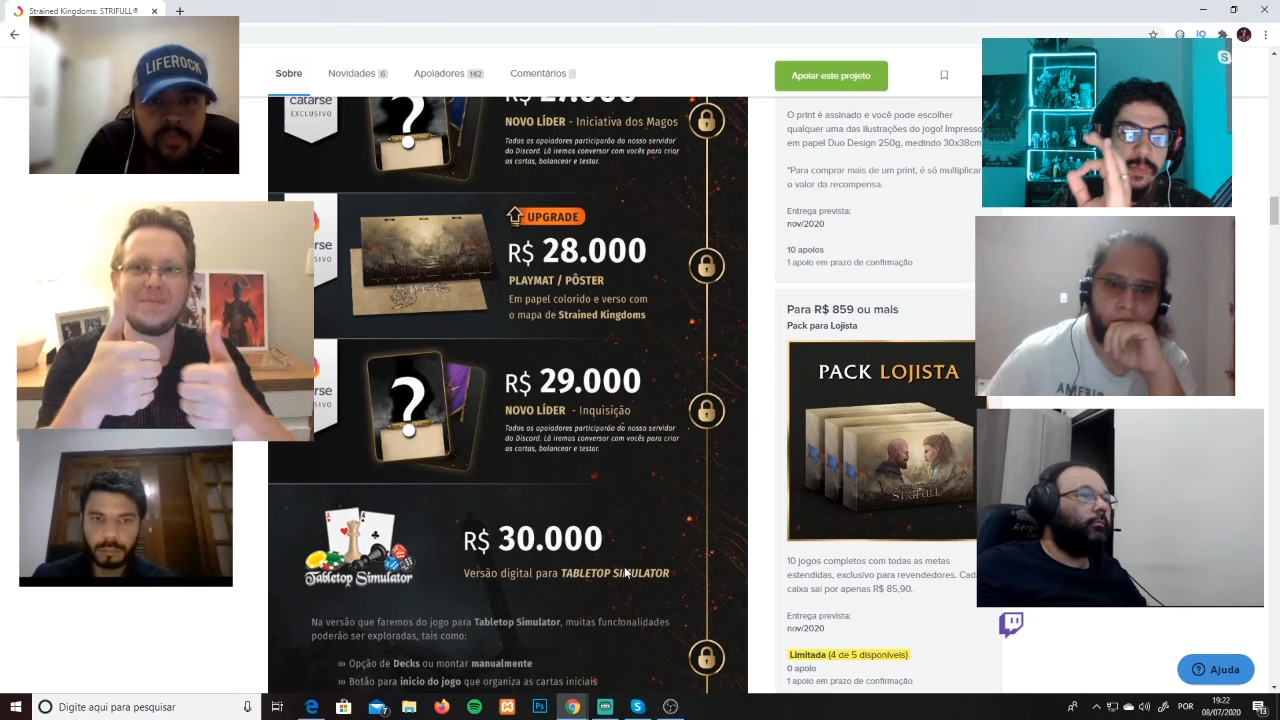 Strained Kingdoms: STRIFULL®
LIFEROCK
Sobre
Novidades 6
Apoiadores 142
Comentários
Apoiar este projeto
catarse
EXCLUSIVO
27.000
NOVO LÍDER - Iniciativa dos Magos
Todos os apoiadores participarão do nosso servidor
do Discord. Lá iremos conversar com vocês para criar
as cartas, balancear e testar.
UPGRADE
R$ 28.000
PLAYMAT / PÔSTER
Em papel colorido e verso com
o mapa de Strained Kingdoms
R$ 29.000
NOVO LÍDER - Inquisição
Todos os apoiadores participarão do nosso servidor
do Discord. Lá iremos conversar com vocês para criar
as cartas, balancear e testar.
Tabletop Simulator
R$ 30.000
Versão digital para TABLETOP SIMULATOR
Na versão que faremos do jogo para Tabletop Simulator, muitas funcionalidades
poderão ser exploradas, tais como:
››› Opção de Decks ou montar manualmente
››› Botão para início do jogo que organiza as cartas iniciais
O print é assinado e você pode escolher
qualquer uma das ilustrações do jogo! Impresso
em papel Duo Design 250g, medindo 30x38cm
*Para comprar mais de um print, é só multiplicar
o valor da recompensa.
Entrega prevista:
nov/2020
10 apoios
1 apoio em prazo de confirmação
Para R$ 859 ou mais
Pack para Lojista
PACK LOJISTA
STRIFULL
10 jogos completos com todas as metas
estendidas, exclusivo para revendedores. Cada
caixa sai por apenas R$ 85,90.
Entrega prevista:
nov/2020
Limitada (4 de 5 disponíveis)
0 apoio
1 apoio em prazo de confirmação
Ajuda
Digite aqui para pesquisar
POR
19:22
08/07/2020